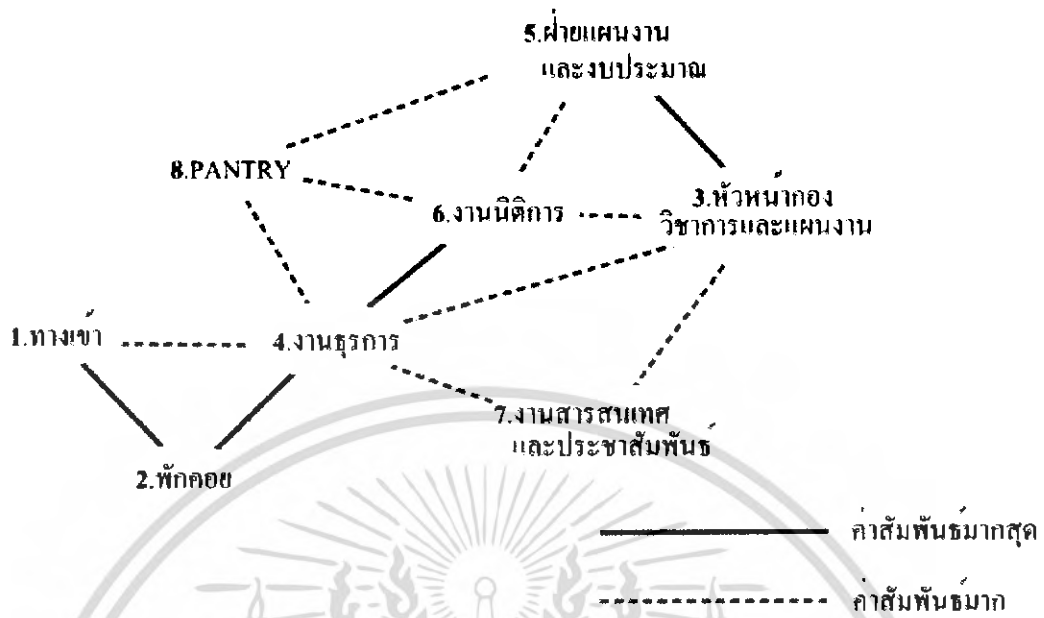 5.ฝ่ายแผนงาน
และงบประมาณ
8.PANTRY
6.งานนิติการ
3.หัวหน้ากอง
วิชาการและแผนงาน
1.ทางเข้า
4.งานธุรการ
7.งานสารสนเทศ
และประชาสัมพันธ์
2.พักคอย
ค่าสัมพันธ์มากสุด
ค่าสัมพันธ์มาก